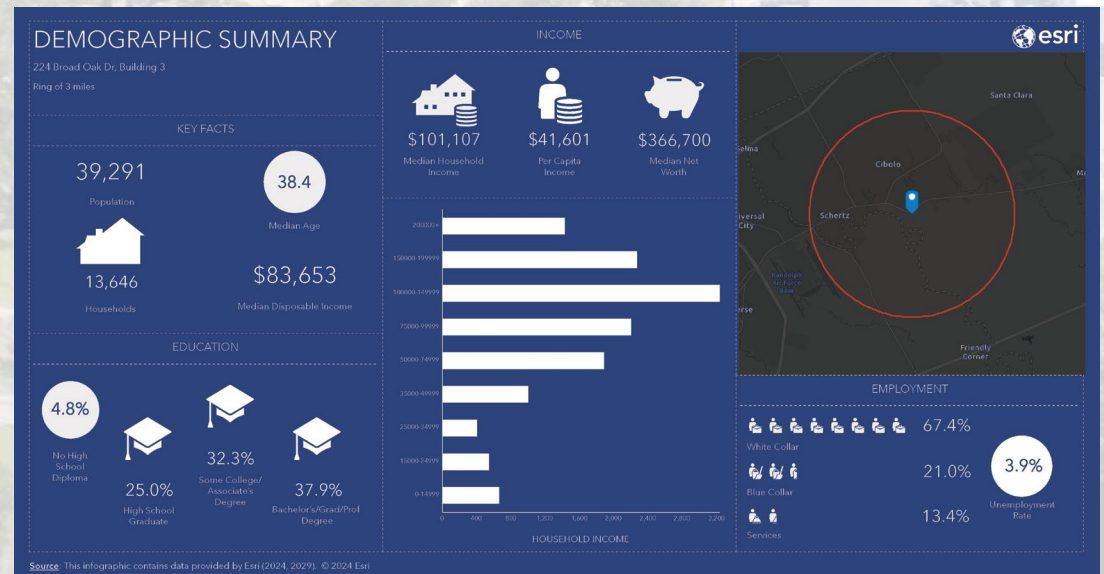 DEMOGRAPHIC SUMMARY
224 Broad Oak Dr, Building 3
Ring of 3 miles
KEY FACTS
39,291
Population
38.4
Median Age
13,646
Households
$83,653
Median Disposable Income
EDUCATION
4.8%
No High
School
Diploma
25.0%
High School
Graduate
32.3%
Some College/
Associate's
Degree
37.9%
Bachelor's/Grad/Prof
Degree
INCOME
$101,107
Median Household
Income
$41,601
Per Capita
Income
$366,700
Median Net
Worth
200000+
150000-199999
100000-149999
75000-99999
50000-74999
35000-49999
25000-34999
15000-24999
0-14999
0 400 800 1,200 1,600 2,000 2,400 2,800 3,200
HOUSEHOLD INCOME
esri
Santa Clara
Cibolo
Schertz
City
Randolph
Air Force
Base
Friendly
Corner
EMPLOYMENT
67.4%
White Collar
21.0%
Blue Collar
13.4%
Services
3.9%
Unemployment
Rate
Source: This infographic contains data provided by Esri (2024, 2029). © 2024 Esri